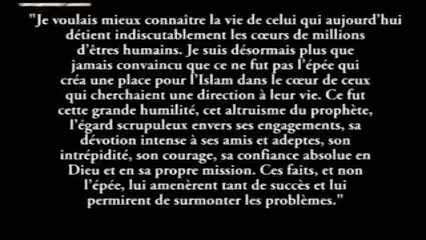 "Je voulais mieux connaître la vie de celui qui aujourd'hui
détient indiscutablement les cœurs de millions
d'êtres humains. Je suis désormais plus que
jamais convaincu que ce ne fut pas l'épée qui
créa une place pour l'Islam dans le cœur de ceux
qui cherchaient une direction à leur vie. Ce fut
cette grande humilité, cet altruisme du prophète,
l'égard scrupuleux envers ses engagements, sa
dévotion intense à ses amis et adeptes, son
intrépidité, son courage, sa confiance absolue en
Dieu et en sa propre mission. Ces faits, et non
l'épée, lui amenèrent tant de succès et lui
permirent de surmonter les problèmes."